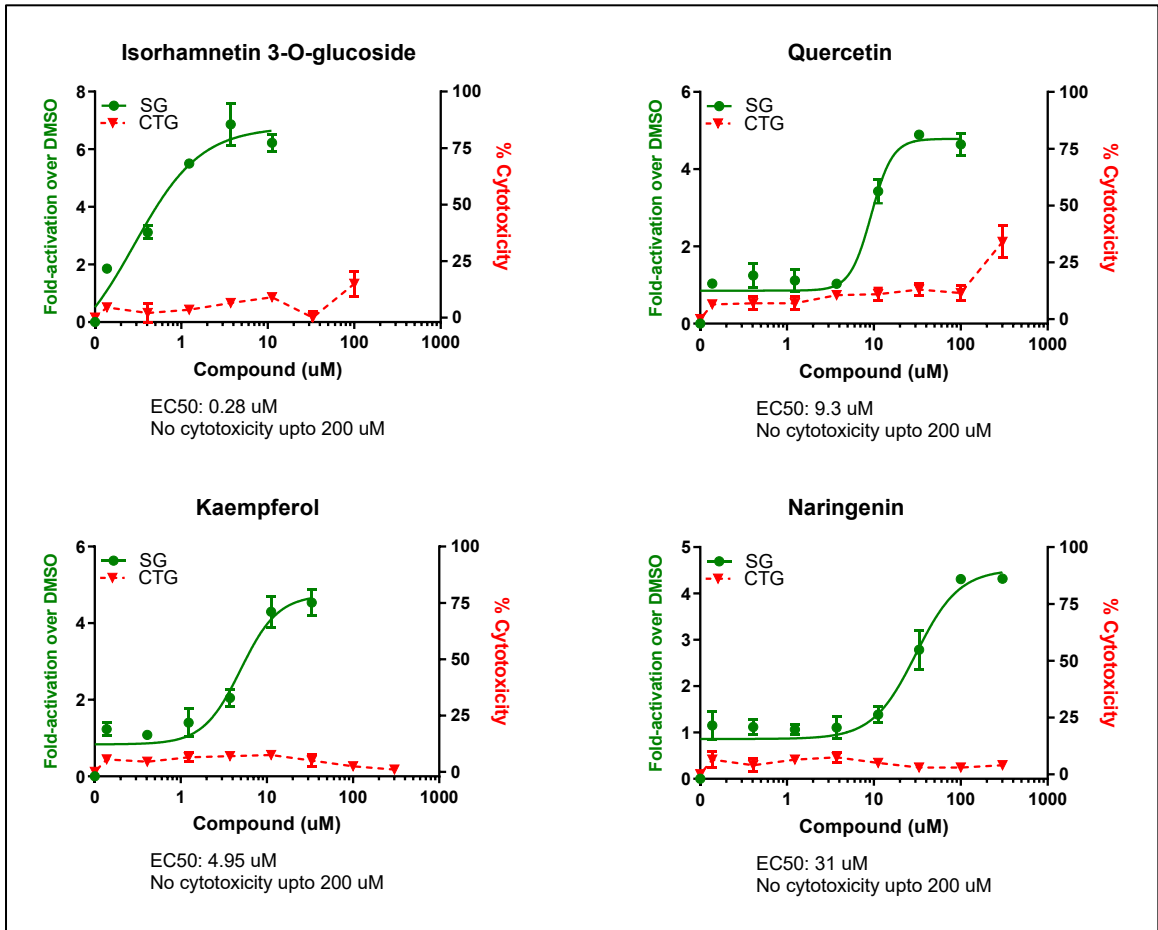 Isorhamnetin 3-O-glucoside
Fold-activation over DMSO
8
6
4
2
0
SG
CTG
100
75
50
25
0
% Cytotoxicity
0 1 10 100 1000
Compound (uM)
EC50: 0.28 uM
No cytotoxicity upto 200 uM
Quercetin
Fold-activation over DMSO
6
4
2
0
SG
CTG
100
75
50
25
0
% Cytotoxicity
0 1 10 100 1000
Compound (uM)
EC50: 9.3 uM
No cytotoxicity upto 200 uM
Kaempferol
Fold-activation over DMSO
6
4
2
0
SG
CTG
100
75
50
25
0
% Cytotoxicity
0 1 10 100 1000
Compound (uM)
EC50: 4.95 uM
No cytotoxicity upto 200 uM
Naringenin
Fold-activation over DMSO
5
4
3
2
1
0
SG
CTG
100
75
50
25
0
% Cytotoxicity
0 1 10 100 1000
Compound (uM)
EC50: 31 uM
No cytotoxicity upto 200 uM